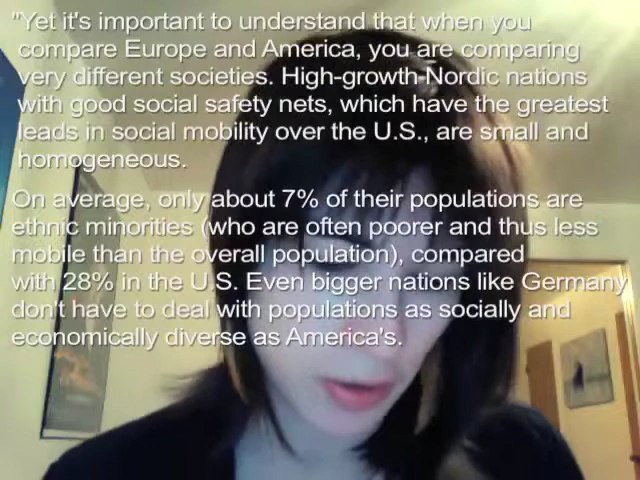 "Yet it's important to understand that when you
compare Europe and America, you are comparing
very different societies. High-growth-Nordic nations
with good social safety nets, which have the greatest
leads in social mobility over the U.S., are small and
homogeneous.
On average, only about 7% of their populations are
ethnic minorities (who are often poorer and thus less
mobile than the overall population), compared
with 28% in the U.S. Even bigger nations like Germany
don't have to deal with populations as socially and
economically diverse as America's.